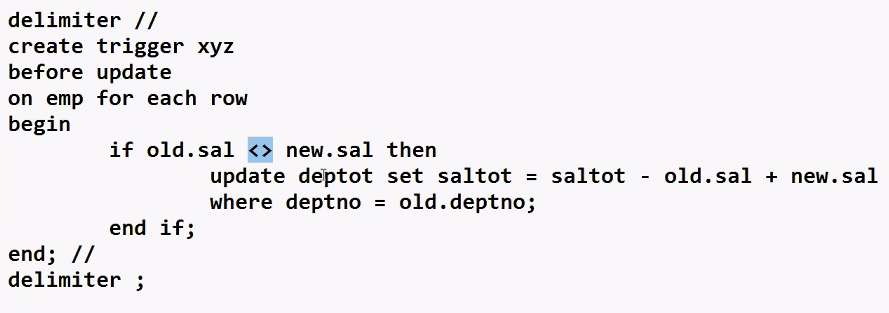 delimiter //
create trigger xyz
before update
on emp for each row
begin
if old.sal <> new.sal then
update deptot set saltot = saltot - old.sal + new.sal
where deptno = old.deptno;
end if;
end; //
delimiter ;